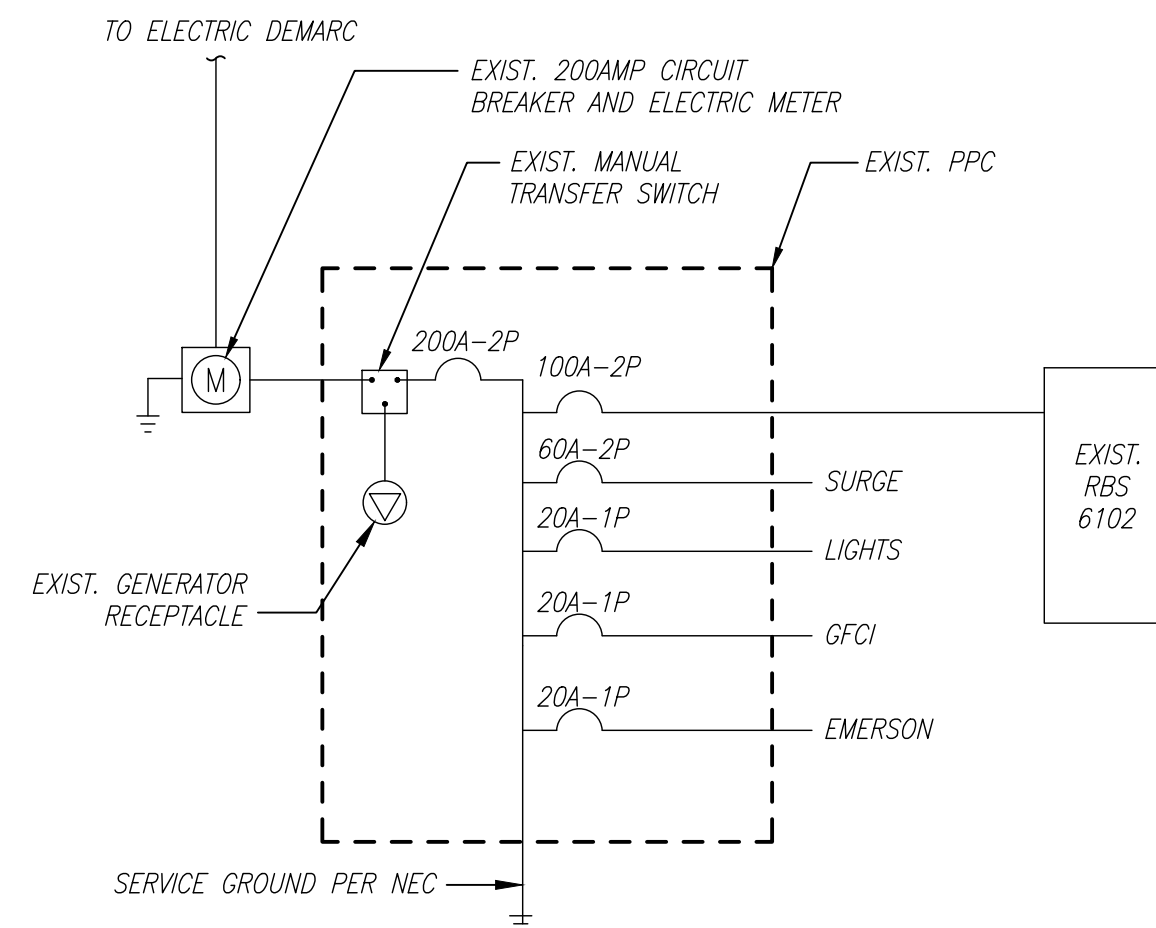 TO ELECTRIC DEMARC
EXIST. 200AMP CIRCUIT
BREAKER AND ELECTRIC METER
EXIST. MANUAL
TRANSFER SWITCH
EXIST. PPC
200A-2P
100A-2P
M
60A-2P
SURGE
EXIST.
RBS
6102
20A-1P
LIGHTS
EXIST. GENERATOR
RECEPTACLE
20A-1P
GFCI
20A-1P
EMERSON
SERVICE GROUND PER NEC